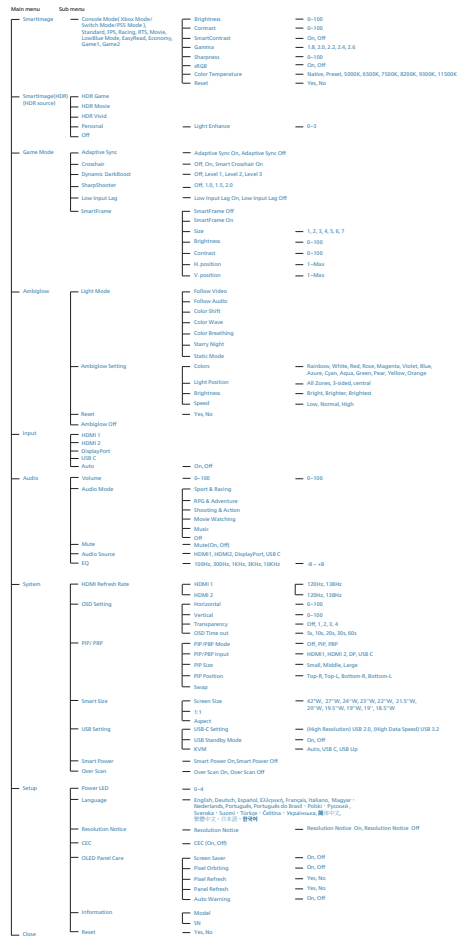 Main menu Sub menu
SmartImage Console Mode( Xbox Mode/ Brightness 0~100
Switch Mode/PS5 Mode ), Contrast 0~100
Standard, FPS, Racing, RTS, Movie, SmartContrast On, Off
LowBlue Mode, EasyRead, Economy, Gamma 1.8, 2.0, 2.2, 2.4, 2.6
Game1, Game2 Sharpness 0~100
sRGB On, Off
Color Temperature Native, Preset, 5000K, 6500K, 7500K, 8200K, 9300K, 11500K
Reset Yes, No
SmartImage(HDR) HDR Game
(HDR source) HDR Movie
HDR Vivid
Personal Light Enhance 0~3
Off
Game Mode Adaptive Sync Adaptive Sync On, Adaptive Sync Off
Crosshair Off, On, Smart Crosshair On
Dynamic DarkBoost Off, Level 1, Level 2, Level 3
SharpShooter Off, 1.0, 1.5, 2.0
Low Input Lag Low Input Lag On, Low Input Lag Off
SmartFrame SmartFrame Off
SmartFrame On
Size 1, 2, 3, 4, 5, 6, 7
Brightness 0~100
Contrast 0~100
H. position 1~Max
V. position 1~Max
Ambiglow Light Mode Follow Video
Follow Audio
Color Shift
Color Wave
Color Breathing
Starry Night
Static Mode
Ambiglow Setting Colors Rainbow, White, Red, Rose, Magenta, Violet, Blue,
Azure, Cyan, Aqua, Green, Pear, Yellow, Orange
Light Position All Zones, 3-sided, central
Brightness Bright, Brighter, Brightest
Speed Low, Normal, High
Reset Yes, No
Ambiglow Off
Input HDMI 1
HDMI 2
DisplayPort
USB C
Auto On, Off
Audio Volume 0~100 0~100
Audio Mode Sport & Racing
RPG & Adventure
Shooting & Action
Movie Watching
Music
Off
Mute Mute(On, Off)
Audio Source HDMI1, HDMI2, DisplayPort, USB C
EQ 100Hz, 300Hz, 1KHz, 3KHz, 10KHz -8 ~ +8
System HDMI Refresh Rate HDMI 1 120Hz, 138Hz
HDMI 2 120Hz, 138Hz
OSD Setting Horizontal 0~100
Vertical 0~100
Transparency Off, 1, 2, 3, 4
OSD Time out 5s, 10s, 20s, 30s, 60s
PIP/ PBP PIP/PBP Mode Off, PIP, PBP
PIP/PBP Input HDMI1, HDMI 2, DP, USB C
PIP Size Small, Middle, Large
PIP Position Top-R, Top-L, Bottom-R, Bottom-L
Swap
Smart Size Screen Size 42"W, 27"W, 24"W, 23"W, 22"W, 21.5"W,
1:1 20"W, 19.5"W, 19"W, 19", 18.5"W
Aspect
USB Setting USB-C Setting (High Resolution) USB 2.0, (High Data Speed) USB 3.2
USB Standby Mode On, Off
KVM Auto, USB C, USB Up
Smart Power Smart Power On,Smart Power Off
Over Scan Over Scan On, Over Scan Off
Setup Power LED 0~4
Language English, Deutsch, Español, Ελληνική, Français, Italiano, Magyar ·
Nederlands, Português, Português do Brasil · Polski · Русский ,
Svenska · Suomi · Türkçe · Čeština · Українська, 简体中文,
繁體中文 · 日本語 · 한국어
Resolution Notice Resolution Notice Resolution Notice On, Resolution Notice Off
CEC CEC (On, Off)
OLED Panel Care Screen Saver On, Off
Pixel Orbiting On, Off
Pixel Refresh Yes, No
Panel Refresh Yes, No
Auto Warning On, Off
Information Model
SN
Reset Yes, No
Close